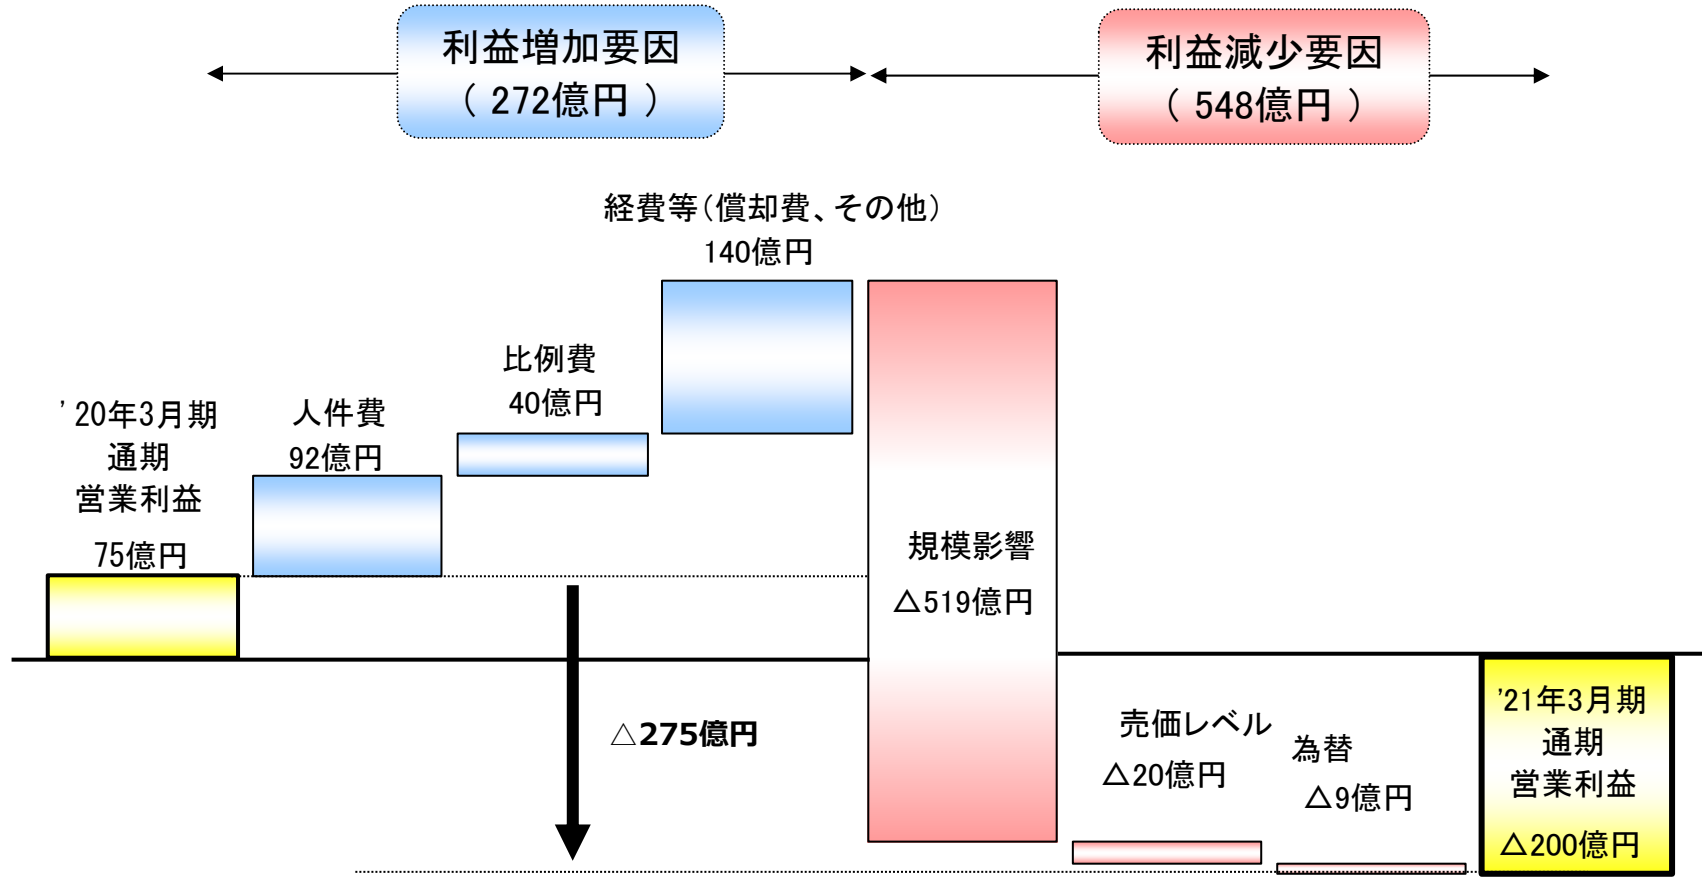 利益増加要因
（ 272億円 ）
利益減少要因
（ 548億円 ）
経費等（償却費、その他）
140億円
比例費
40億円
人件費
92億円
’20年3月期
通期
営業利益
75億円
規模影響
△519億円
△275億円
売価レベル
△20億円
為替
△9億円
’21年3月期
通期
営業利益
△200億円